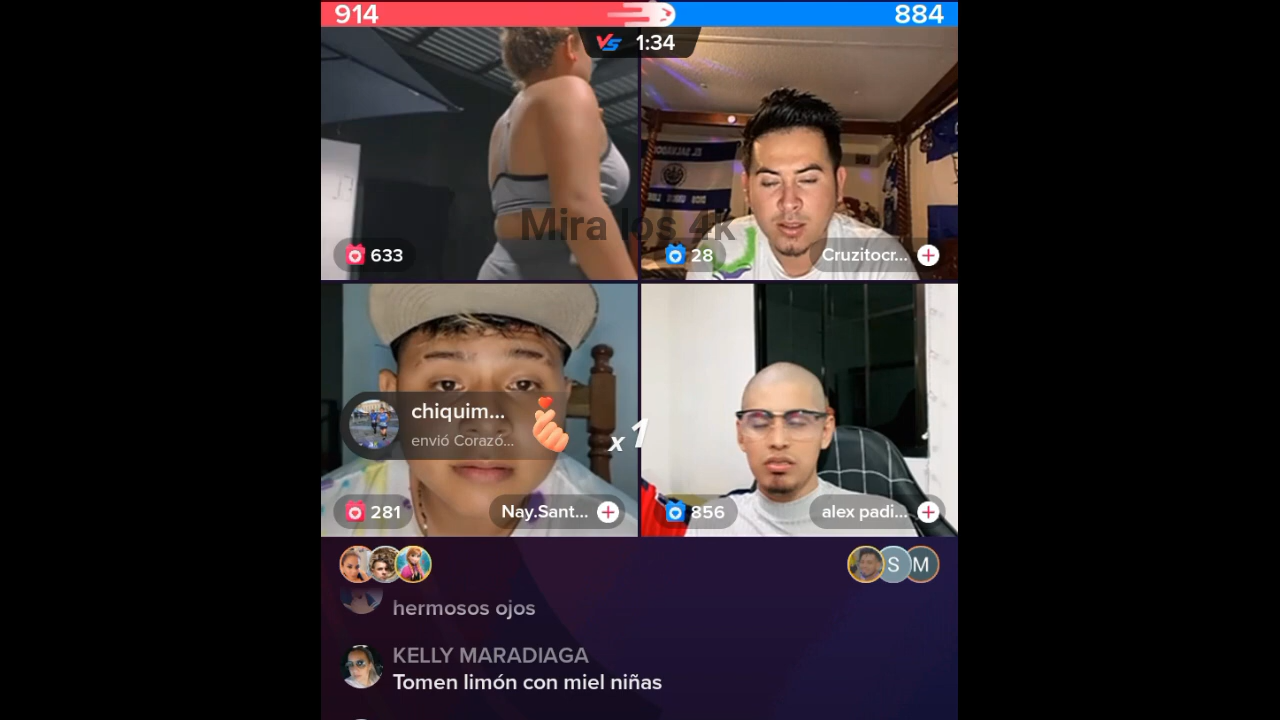 914
884
VS 1:34
Mira los 4k
633
28
Cruzitocr...
chiquim...
envió Corazó...
x1
281
Nay.Sant...
856
alex padi...
S
M
hermosos ojos
KELLY MARADIAGA
Tomen limón con miel niñas